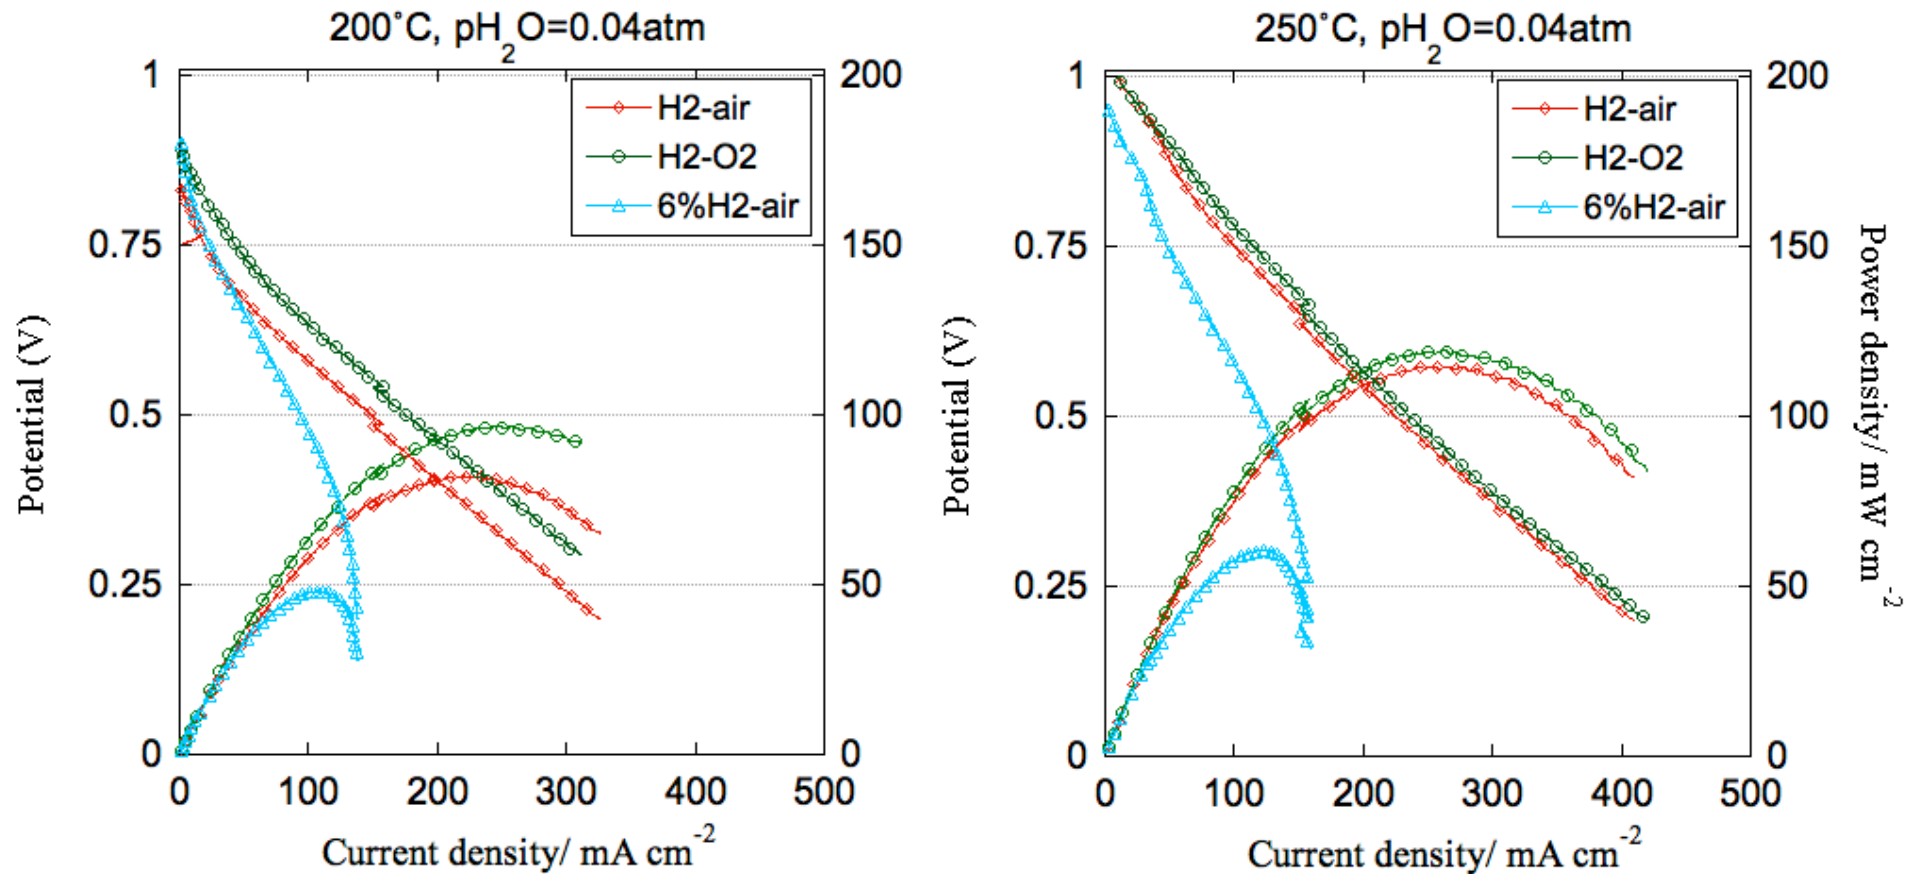 200˚C, pH2O=0.04atm
1
0.75
0.5
0.25
0
200
150
100
50
0
H2-air
H2-O2
6%H2-air
Potential (V)
0 100 200 300 400 500
Current density/ mA cm-2
250˚C, pH2O=0.04atm
1
0.75
0.5
0.25
0
200
150
100
50
0
H2-air
H2-O2
6%H2-air
Potential (V)
Power density/ mW cm-2
0 100 200 300 400 500
Current density/ mA cm-2